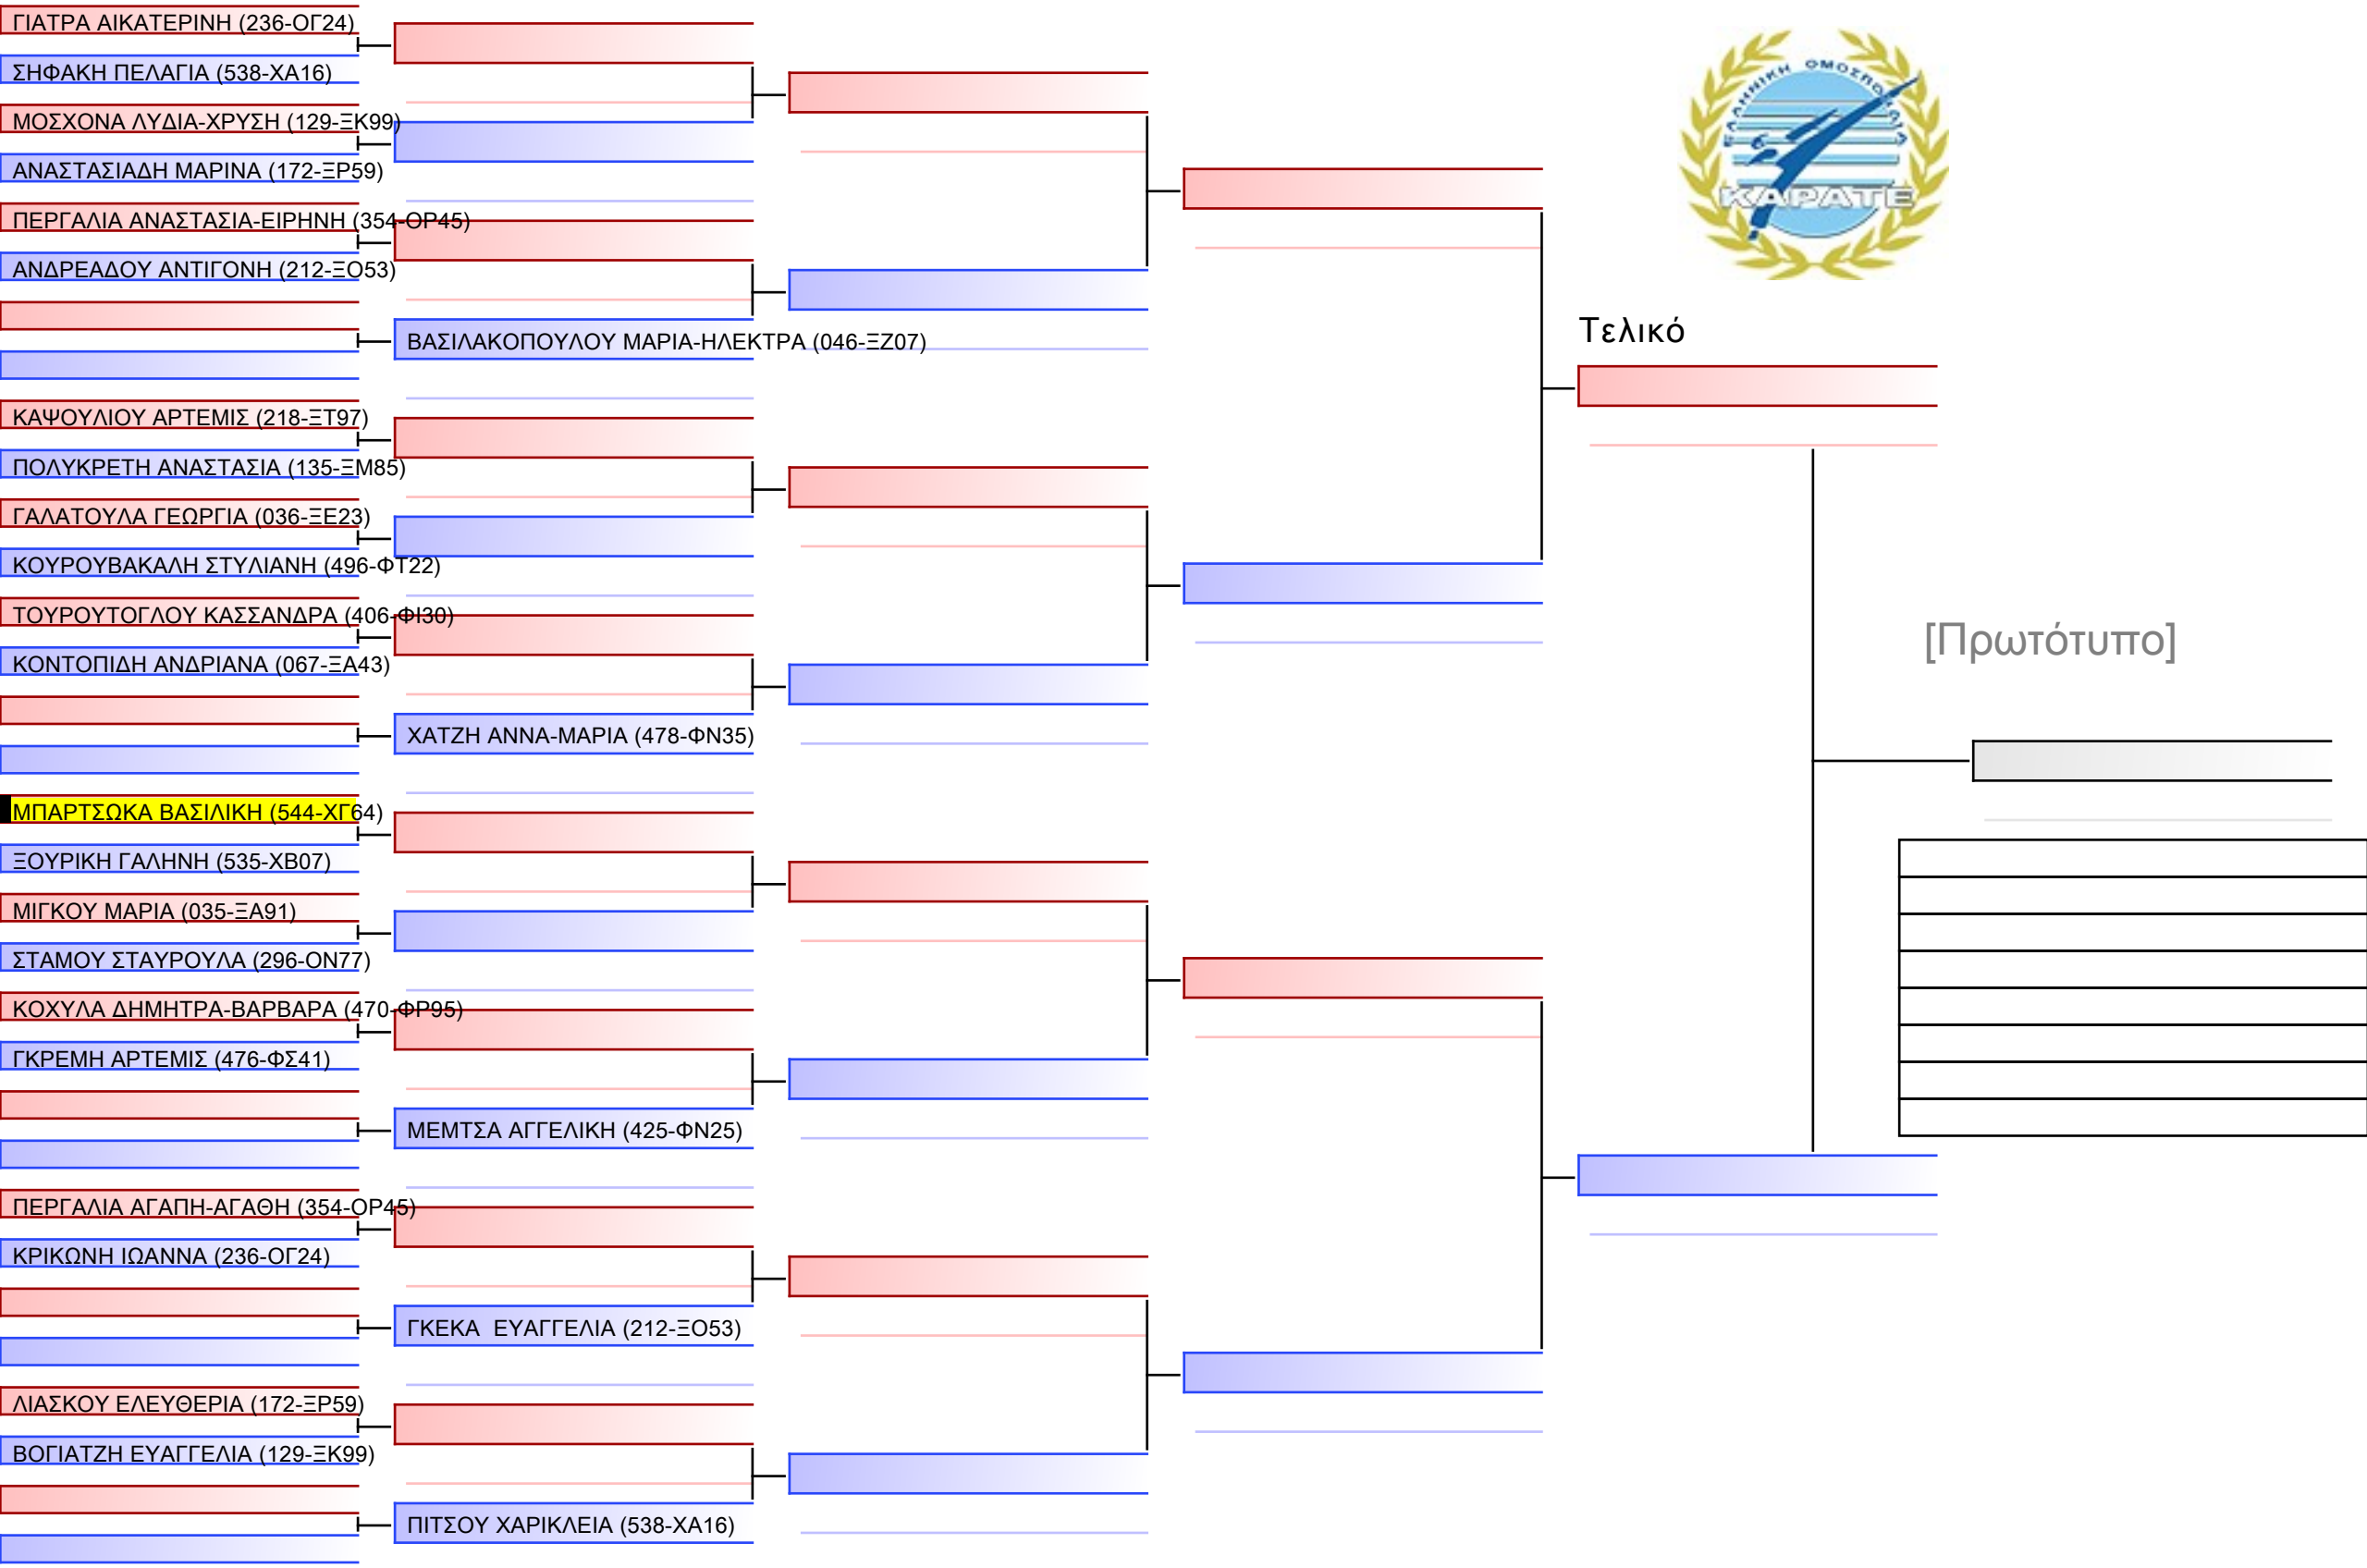 ΓΙΑΤΡΑ ΑΙΚΑΤΕΡΙΝΗ (236-ΟΓ24)
ΣΗΦΑΚΗ ΠΕΛΑΓΙΑ (538-ΧΑ16)
ΜΟΣΧΟΝΑ ΛΥΔΙΑ-ΧΡΥΣΗ (129-ΞΚ99)
ΑΝΑΣΤΑΣΙΑΔΗ ΜΑΡΙΝΑ (172-ΞΡ59)
ΠΕΡΓΑΛΙΑ ΑΝΑΣΤΑΣΙΑ-ΕΙΡΗΝΗ (354-ΟΡ45)
ΑΝΔΡΕΑΔΟΥ ΑΝΤΙΓΟΝΗ (212-ΞΟ53)
ΒΑΣΙΛΑΚΟΠΟΥΛΟΥ ΜΑΡΙΑ-ΗΛΕΚΤΡΑ (046-ΞΖ07)
ΚΑΨΟΥΛΙΟΥ ΑΡΤΕΜΙΣ (218-ΞΤ97)
ΠΟΛΥΚΡΕΤΗ ΑΝΑΣΤΑΣΙΑ (135-ΞΜ85)
ΓΑΛΑΤΟΥΛΑ ΓΕΩΡΓΙΑ (036-ΞΕ23)
ΚΟΥΡΟΥΒΑΚΑΛΗ ΣΤΥΛΙΑΝΗ (496-ΦΤ22)
ΤΟΥΡΟΥΤΟΓΛΟΥ ΚΑΣΣΑΝΔΡΑ (406-ΦΙ30)
ΚΟΝΤΟΠΙΔΗ ΑΝΔΡΙΑΝΑ (067-ΞΑ43)
ΧΑΤΖΗ ΑΝΝΑ-ΜΑΡΙΑ (478-ΦΝ35)
ΜΠΑΡΤΣΩΚΑ ΒΑΣΙΛΙΚΗ (544-ΧΓ64)
ΞΟΥΡΙΚΗ ΓΑΛΗΝΗ (535-ΧΒ07)
ΜΙΓΚΟΥ ΜΑΡΙΑ (035-ΞΑ91)
ΣΤΑΜΟΥ ΣΤΑΥΡΟΥΛΑ (296-ΟΝ77)
ΚΟΧΥΛΑ ΔΗΜΗΤΡΑ-ΒΑΡΒΑΡΑ (470-ΦΡ95)
ΓΚΡΕΜΗ ΑΡΤΕΜΙΣ (476-ΦΣ41)
ΜΕΜΤΣΑ ΑΓΓΕΛΙΚΗ (425-ΦΝ25)
ΠΕΡΓΑΛΙΑ ΑΓΑΠΗ-ΑΓΑΘΗ (354-ΟΡ45)
ΚΡΙΚΩΝΗ ΙΩΑΝΝΑ (236-ΟΓ24)
ΓΚΕΚΑ  ΕΥΑΓΓΕΛΙΑ (212-ΞΟ53)
ΛΙΑΣΚΟΥ ΕΛΕΥΘΕΡΙΑ (172-ΞΡ59)
ΒΟΓΙΑΤΖΗ ΕΥΑΓΓΕΛΙΑ (129-ΞΚ99)
ΠΙΤΣΟΥ ΧΑΡΙΚΛΕΙΑ (538-ΧΑ16)
ΕΛΛΗΝΙΚΗ ΟΜΟΣΠΟΝΔΙΑ
ΚΑΡΑΤΕ
Τελικό
[Πρωτότυπο]